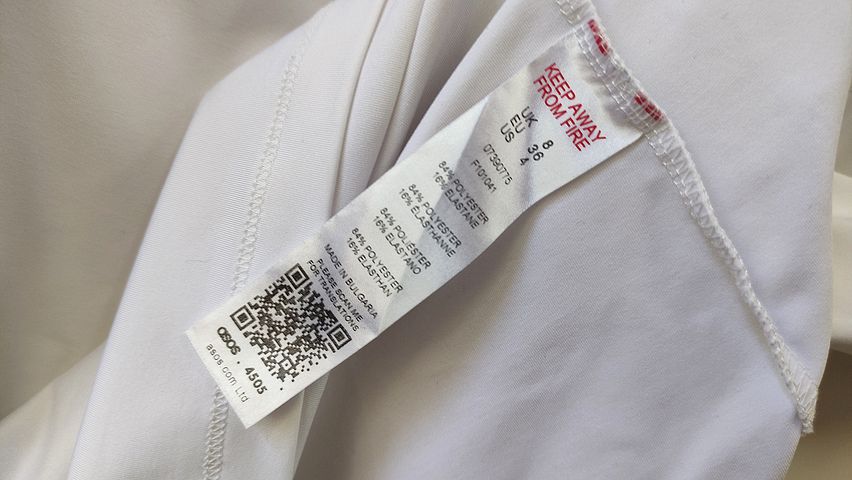 KEEP AWAY
FROM FIRE
UK 8
EU 36
US 4
07390775
F101041
84% POLYESTER
16% ELASTANE
84% POLYESTER
16% ELASTHANNE
84% POLIÉSTER
16% ELASTANO
84% POLYESTER
16% ELASTHAN
MADE IN BULGARIA
PLEASE SCAN ME
FOR TRANSLATIONS
asos · 4505
asos.com Ltd